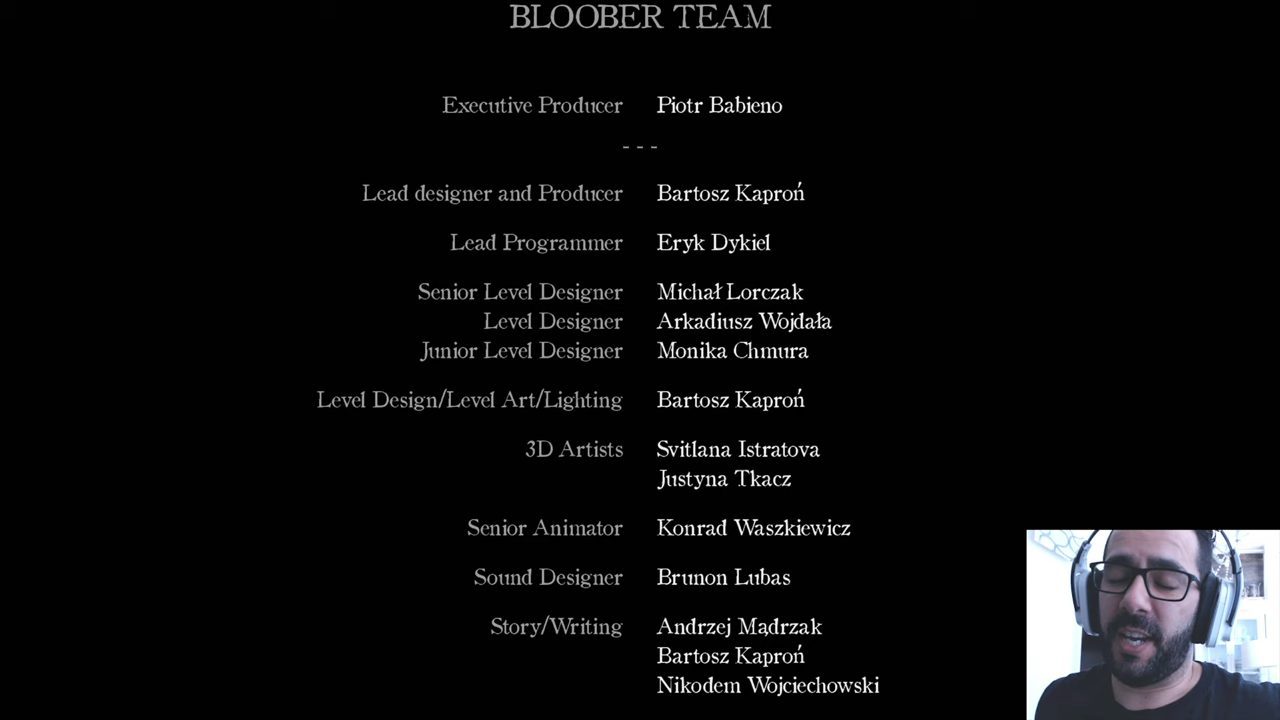 BLOOBER TEAM
Executive Producer Piotr Babieno
- - -
Lead designer and Producer Bartosz Kaproń
Lead Programmer Eryk Dykiel
Senior Level Designer Michał Lorczak
Level Designer Arkadiusz Wojdała
Junior Level Designer Monika Chmura
Level Design/Level Art/Lighting Bartosz Kaproń
3D Artists Svitlana Istratova
Justyna Tkacz
Senior Animator Konrad Waszkiewicz
Sound Designer Brunon Lubas
Story/Writing Andrzej Mądrzak
Bartosz Kaproń
Nikodem Wojciechowski